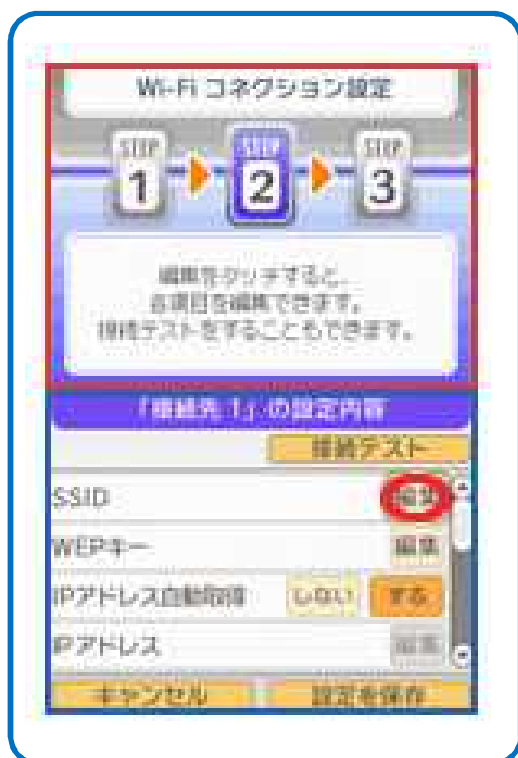 Wi-Fi コネクション設定
STEP 1
STEP 2
STEP 3
編集をタッチすると、
各項目を編集できます。
接続テストをすることもできます。
「接続先 1」の設定内容
接続テスト
SSID 編集
WEPキー 編集
IPアドレス自動取得 しない する
IPアドレス 編集
キャンセル 設定を保存